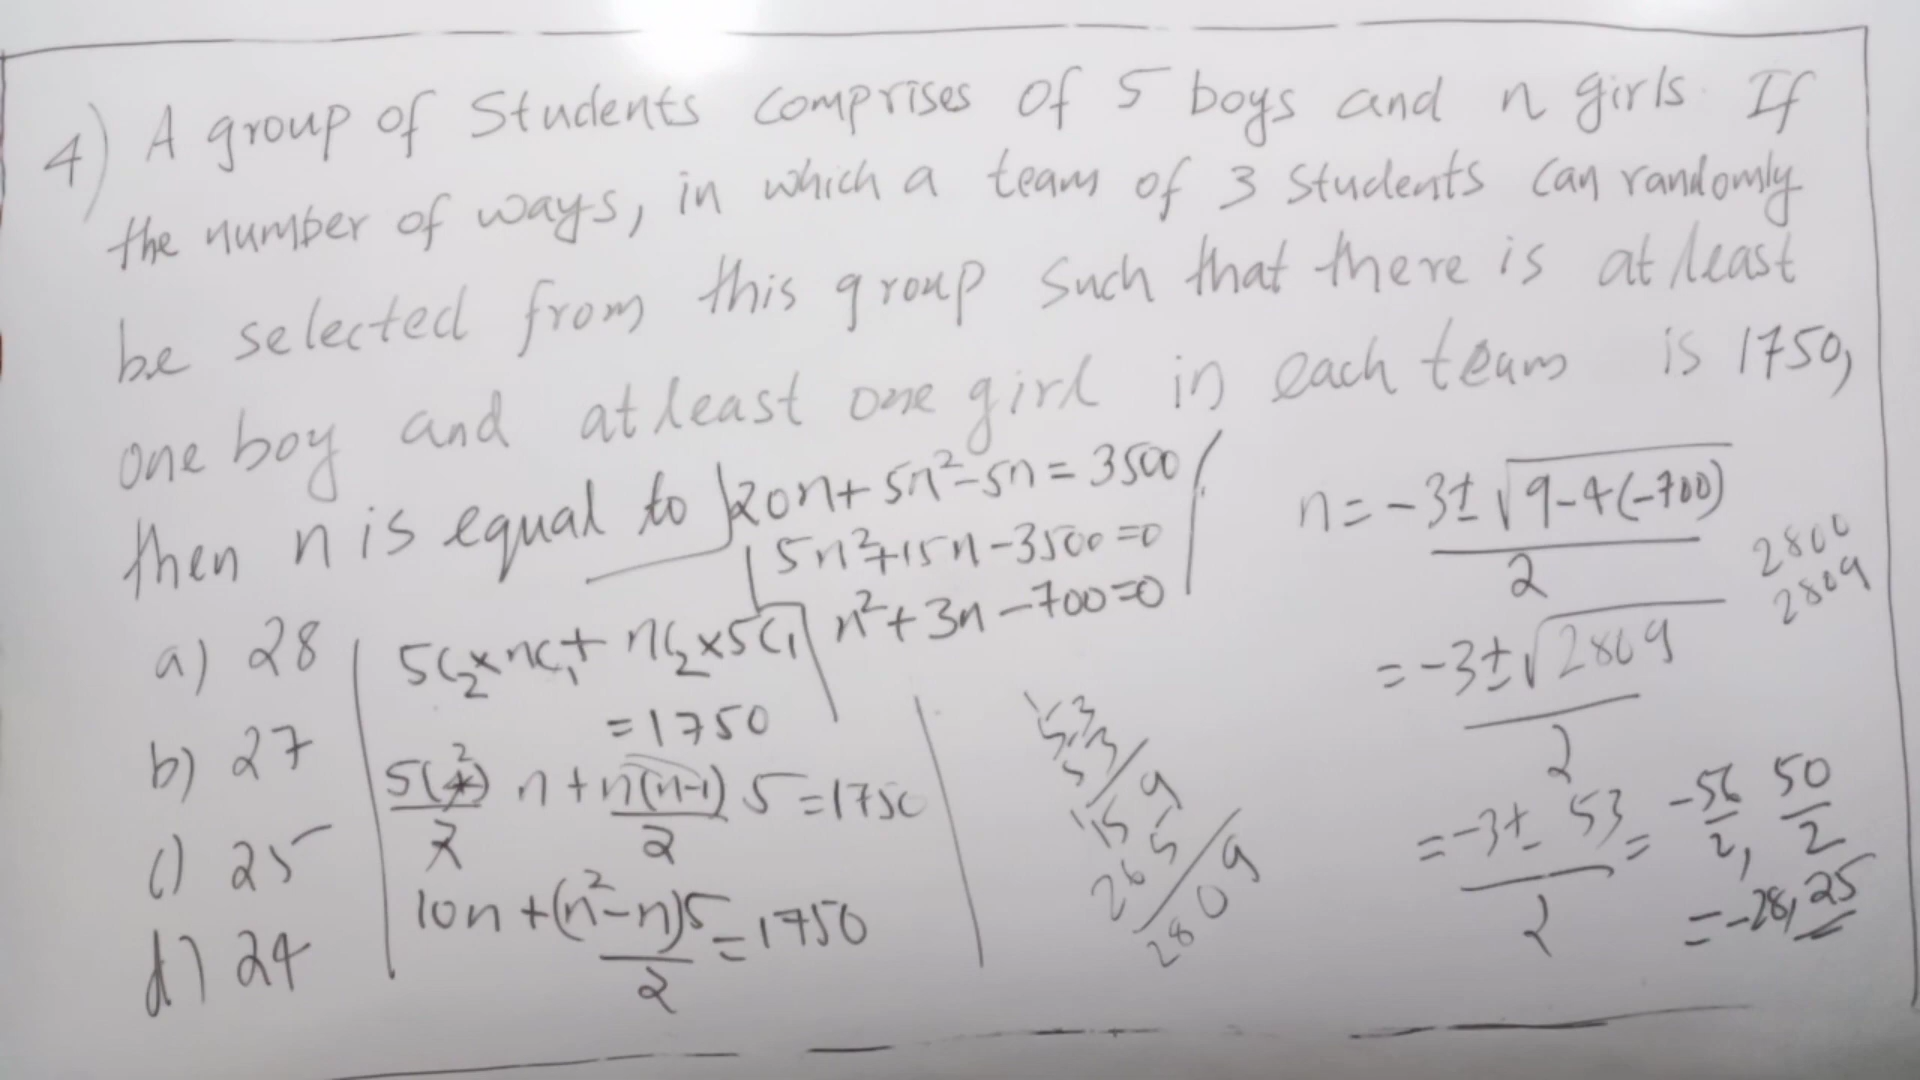 4) A group of Students comprises of 5 boys and n girls. If
the number of ways, in which a team of 3 students can randomly
be selected from this group such that there is at least
one boy and at least one girl in each team is 1750,
then n is equal to
a) 28
b) 27
c) 25
d) 24
5C₂×nC₁+ nC₂×5C₁
=1750
5(4)²/2 n + n(n-1)/2 5 = 1750
10n + (n²-n)5/2 = 1750
20n + 5n² - 5n = 3500
5n²+15n-3500=0
n²+3n-700=0
53
53
159
265
2809
n = -3±√9-4(-700)/2
2800
2809
= -3±√2809/2
= -3± 53/2 = -56/2, 50/2
= -28, 25